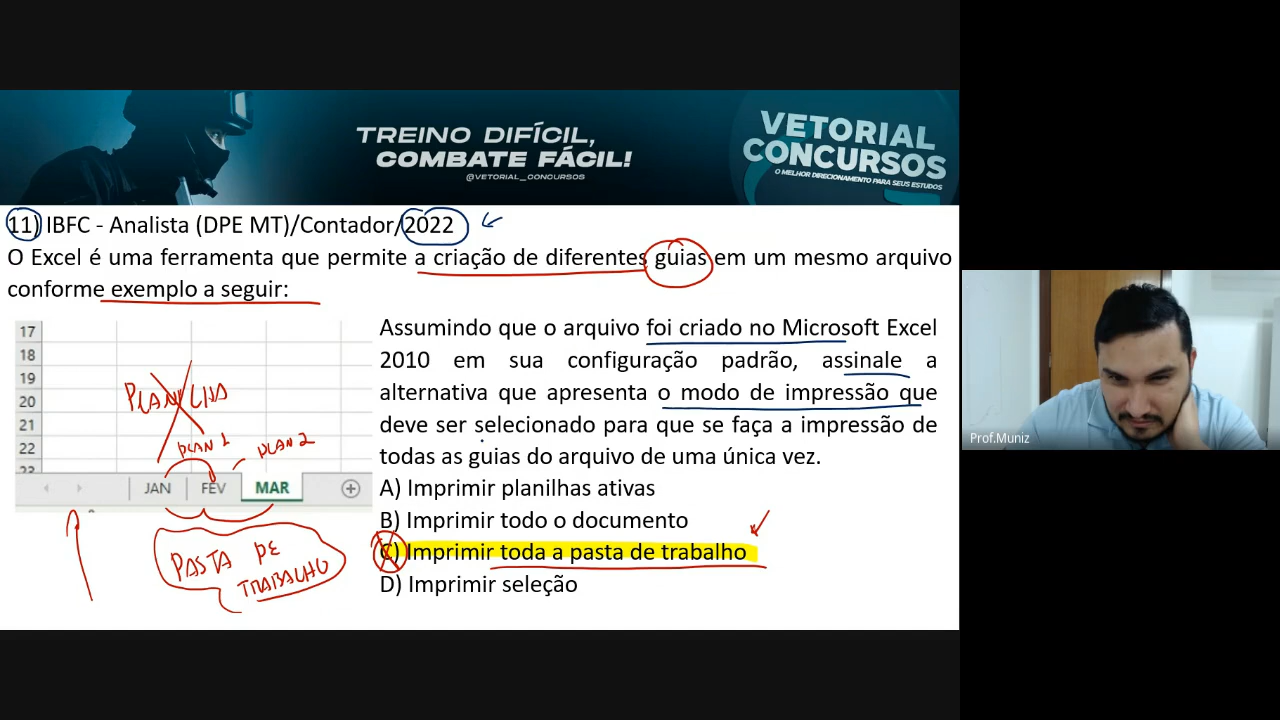 TREINO DIFÍCIL,
COMBATE FÁCIL!
@VETORIAL_CONCURSOS
VETORIAL
CONCURSOS
O MELHOR DIRECIONAMENTO PARA SEUS ESTUDOS
11) IBFC - Analista (DPE MT)/Contador/2022
O Excel é uma ferramenta que permite a criação de diferentes guias em um mesmo arquivo
conforme exemplo a seguir:
17
18
19
20
21
22
23
PLANILHA
PLAN 1
PLAN 2
JAN FEV MAR
PASTA DE
TRABALHO
Assumindo que o arquivo foi criado no Microsoft Excel
2010 em sua configuração padrão, assinale a
alternativa que apresenta o modo de impressão que
deve ser selecionado para que se faça a impressão de
todas as guias do arquivo de uma única vez.
A) Imprimir planilhas ativas
B) Imprimir todo o documento
C) Imprimir toda a pasta de trabalho
D) Imprimir seleção
Prof.Muniz